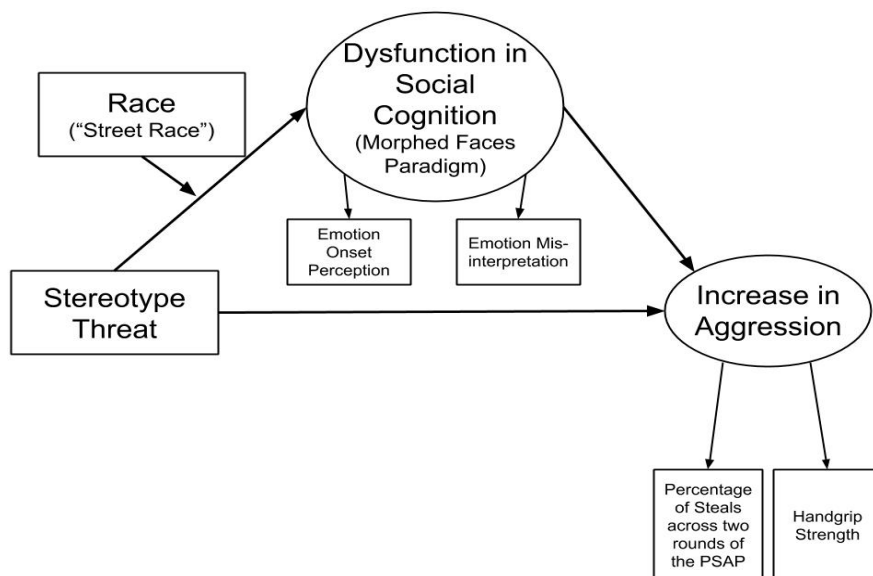 Race
("Street Race")
Dysfunction in
Social
Cognition
(Morphed Faces
Paradigm)
Emotion
Onset
Perception
Emotion Mis-
interpretation
Stereotype
Threat
Increase in
Aggression
Percentage
of Steals
across two
rounds of
the PSAP
Handgrip
Strength